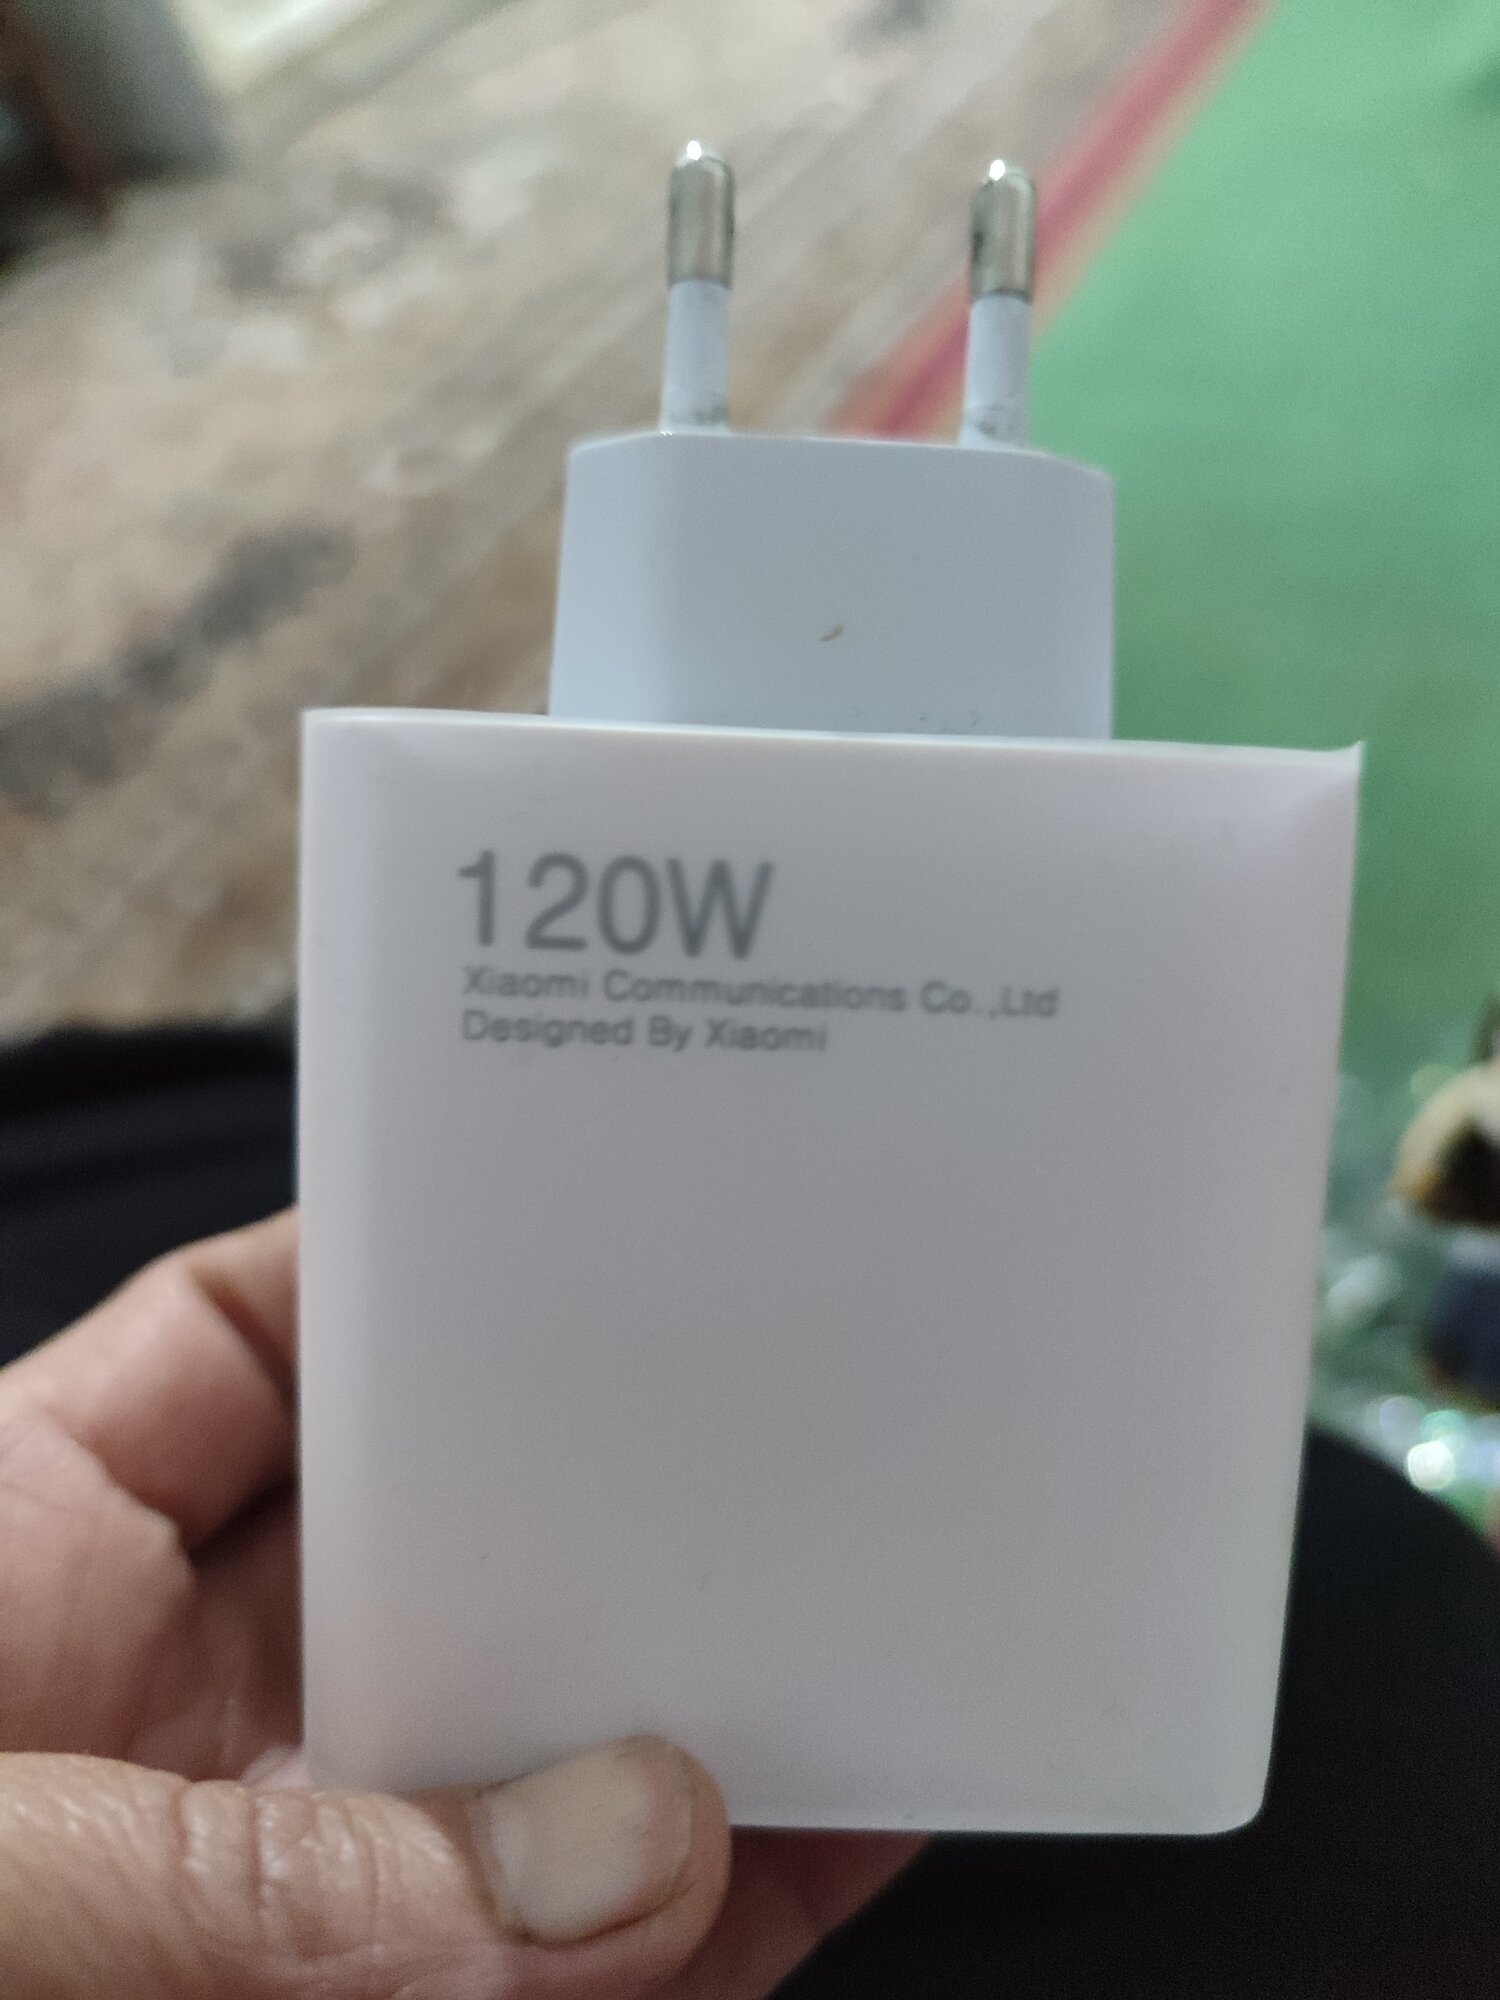 120W
Xiaomi Communications Co.,Ltd
Designed By Xiaomi